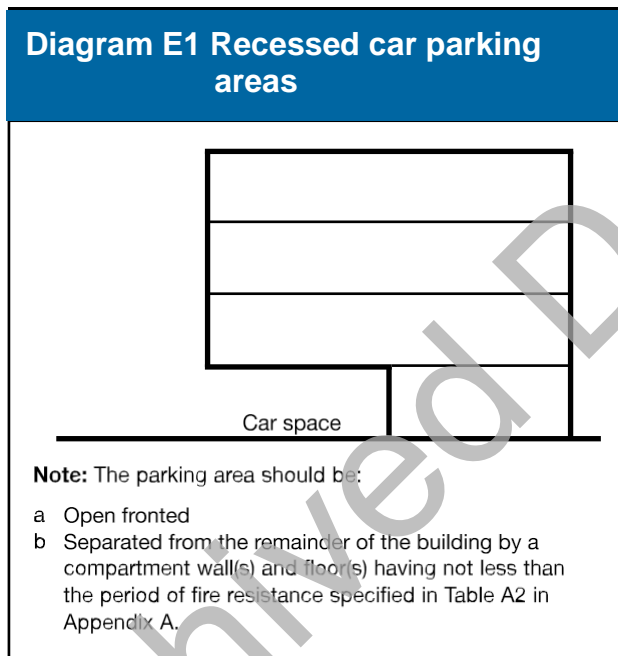 Diagram E1 Recessed car parking
areas
Car space
Note: The parking area should be:
a Open fronted
b Separated from the remainder of the building by a
compartment wall(s) and floor(s) having not less than
the period of fire resistance specified in Table A2 in
Appendix A.
hived D